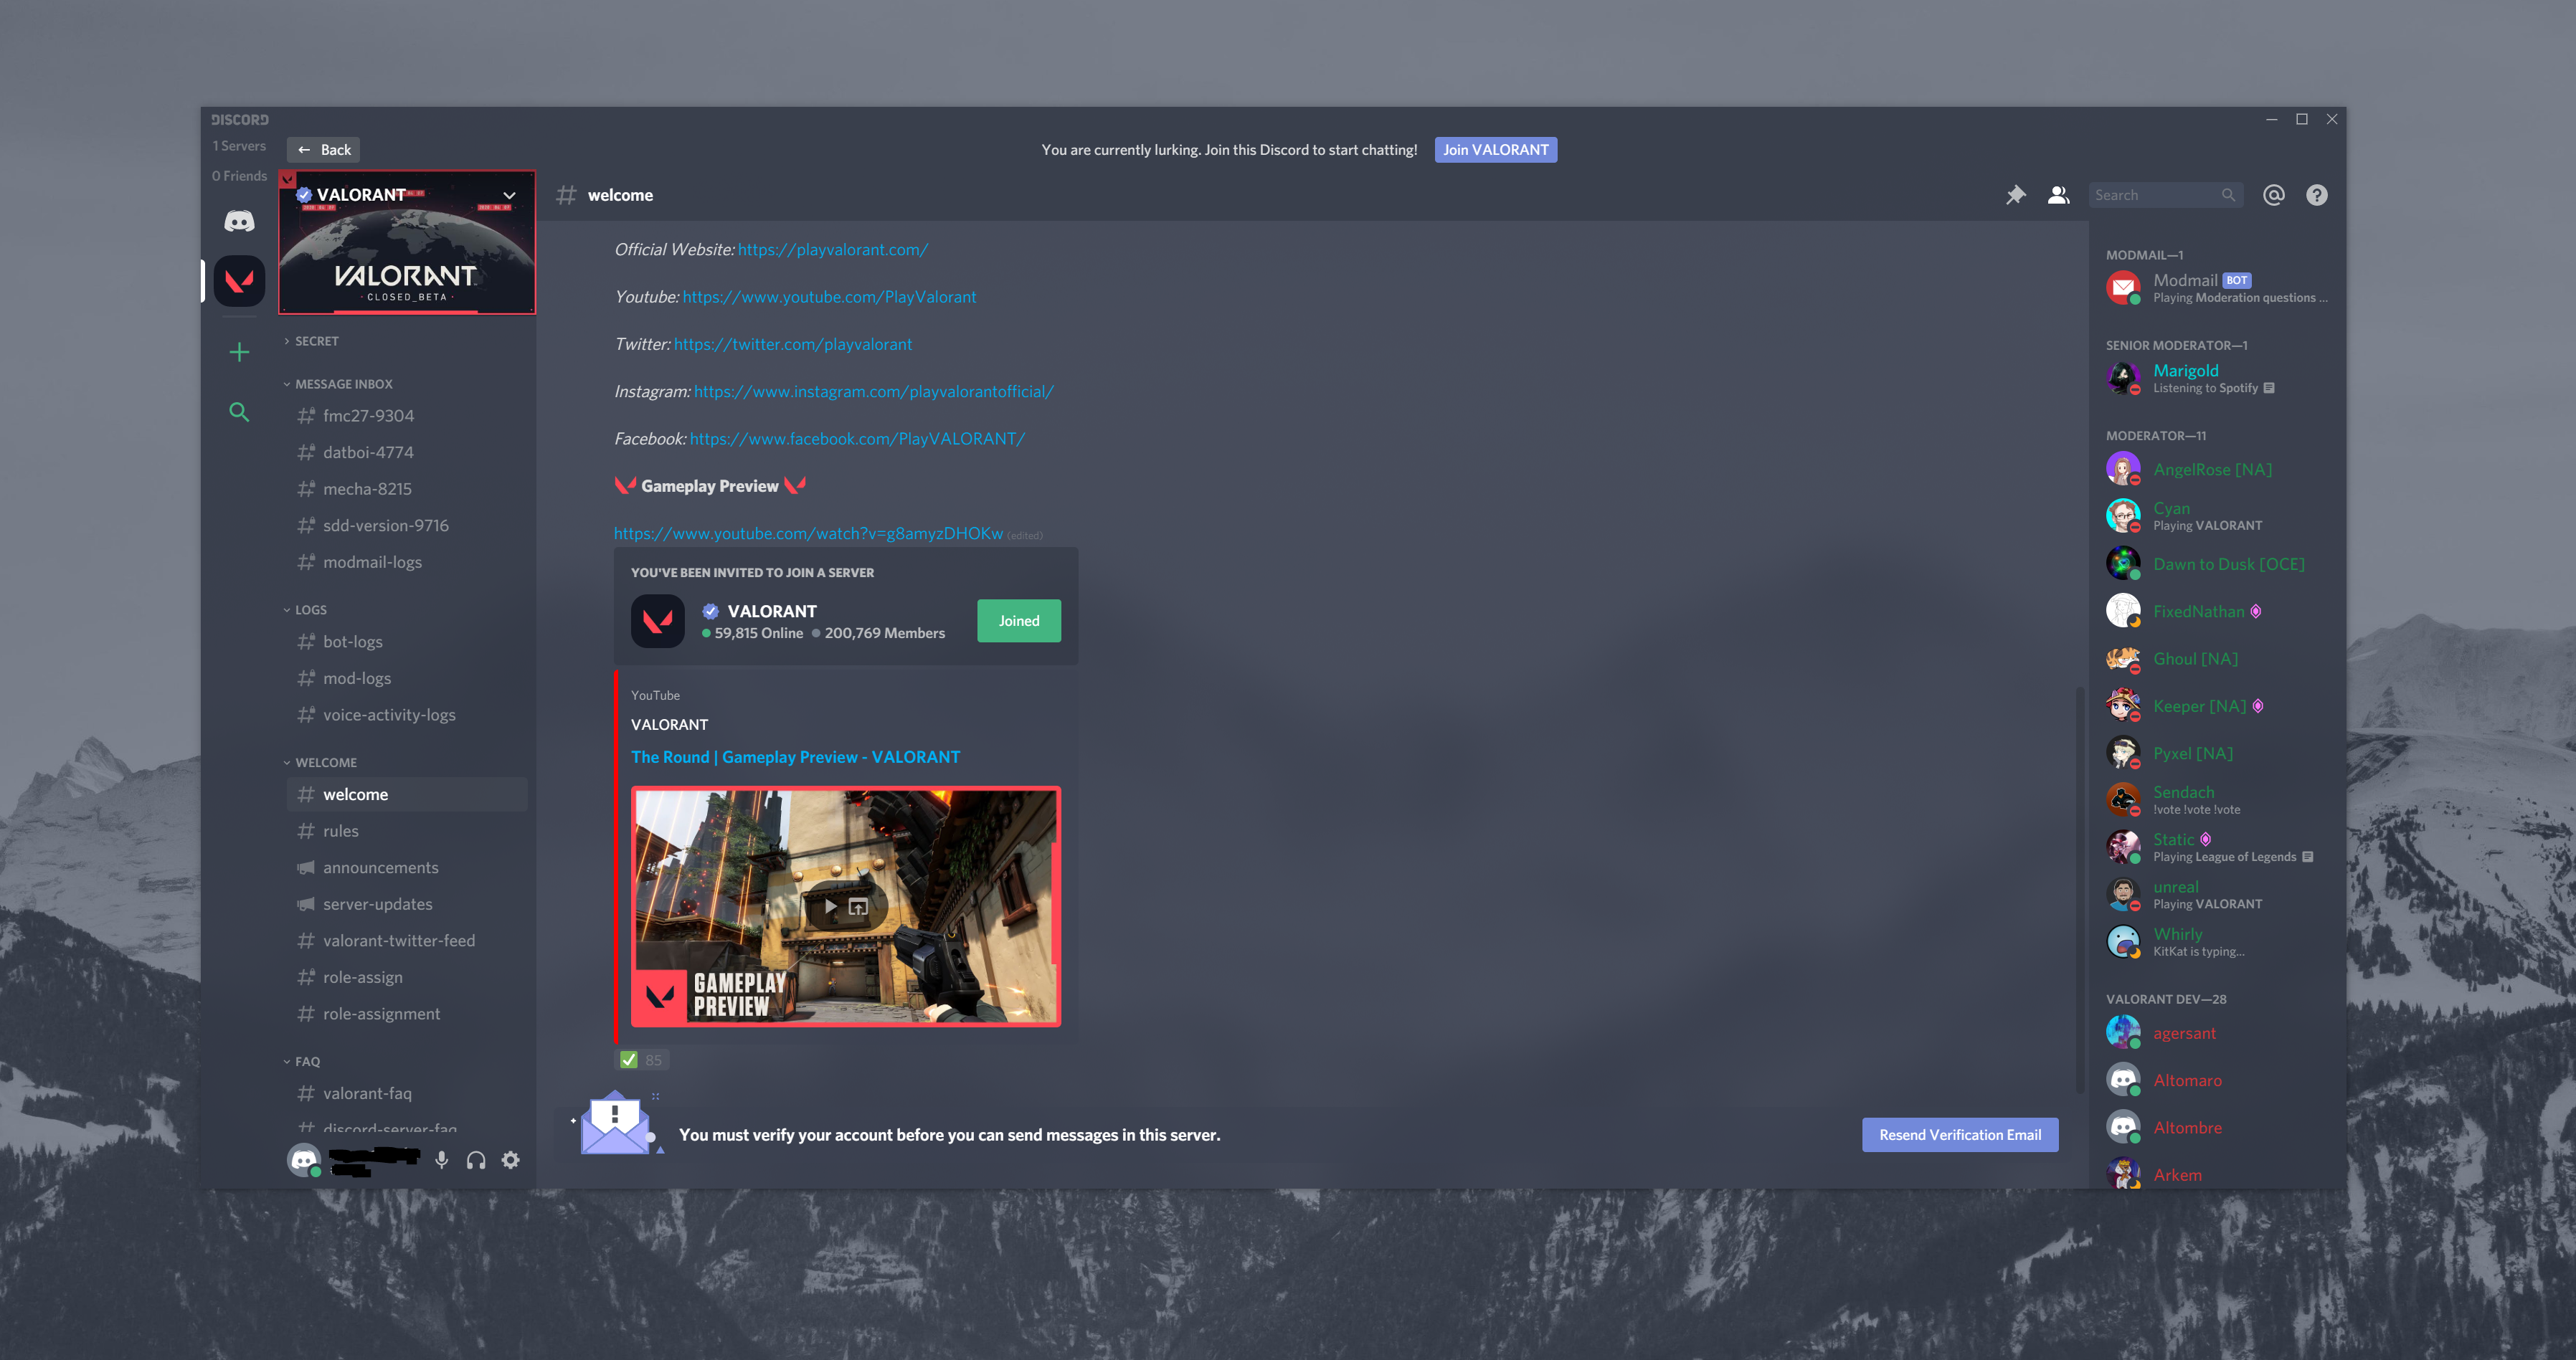 DISCORD
1 Servers
0 Friends
← Back
You are currently lurking. Join this Discord to start chatting!
Join VALORANT
VALORANT
VALORANT
· CLOSED_BETA ·
SECRET
MESSAGE INBOX
fmc27-9304
datboi-4774
mecha-8215
sdd-version-9716
modmail-logs
LOGS
bot-logs
mod-logs
voice-activity-logs
WELCOME
welcome
rules
announcements
server-updates
valorant-twitter-feed
role-assign
role-assignment
FAQ
valorant-faq
discord-server-faq
# welcome
Search
Official Website: https://playvalorant.com/
Youtube: https://www.youtube.com/PlayValorant
Twitter: https://twitter.com/playvalorant
Instagram: https://www.instagram.com/playvalorantofficial/
Facebook: https://www.facebook.com/PlayVALORANT/
Gameplay Preview
https://www.youtube.com/watch?v=g8amyzDHOKw (edited)
YOU'VE BEEN INVITED TO JOIN A SERVER
VALORANT
59,815 Online 200,769 Members
Joined
YouTube
VALORANT
The Round | Gameplay Preview - VALORANT
GAMEPLAY
PREVIEW
85
You must verify your account before you can send messages in this server.
Resend Verification Email
MODMAIL—1
Modmail BOT
Playing Moderation questions ...
SENIOR MODERATOR—1
Marigold
Listening to Spotify
MODERATOR—11
AngelRose [NA]
Cyan
Playing VALORANT
Dawn to Dusk [OCE]
FixedNathan
Ghoul [NA]
Keeper [NA]
Pyxel [NA]
Sendach
!vote !vote !vote
Static
Playing League of Legends
unreal
Playing VALORANT
Whirly
KitKat is typing...
VALORANT DEV—28
agersant
Altomaro
Altombre
Arkem